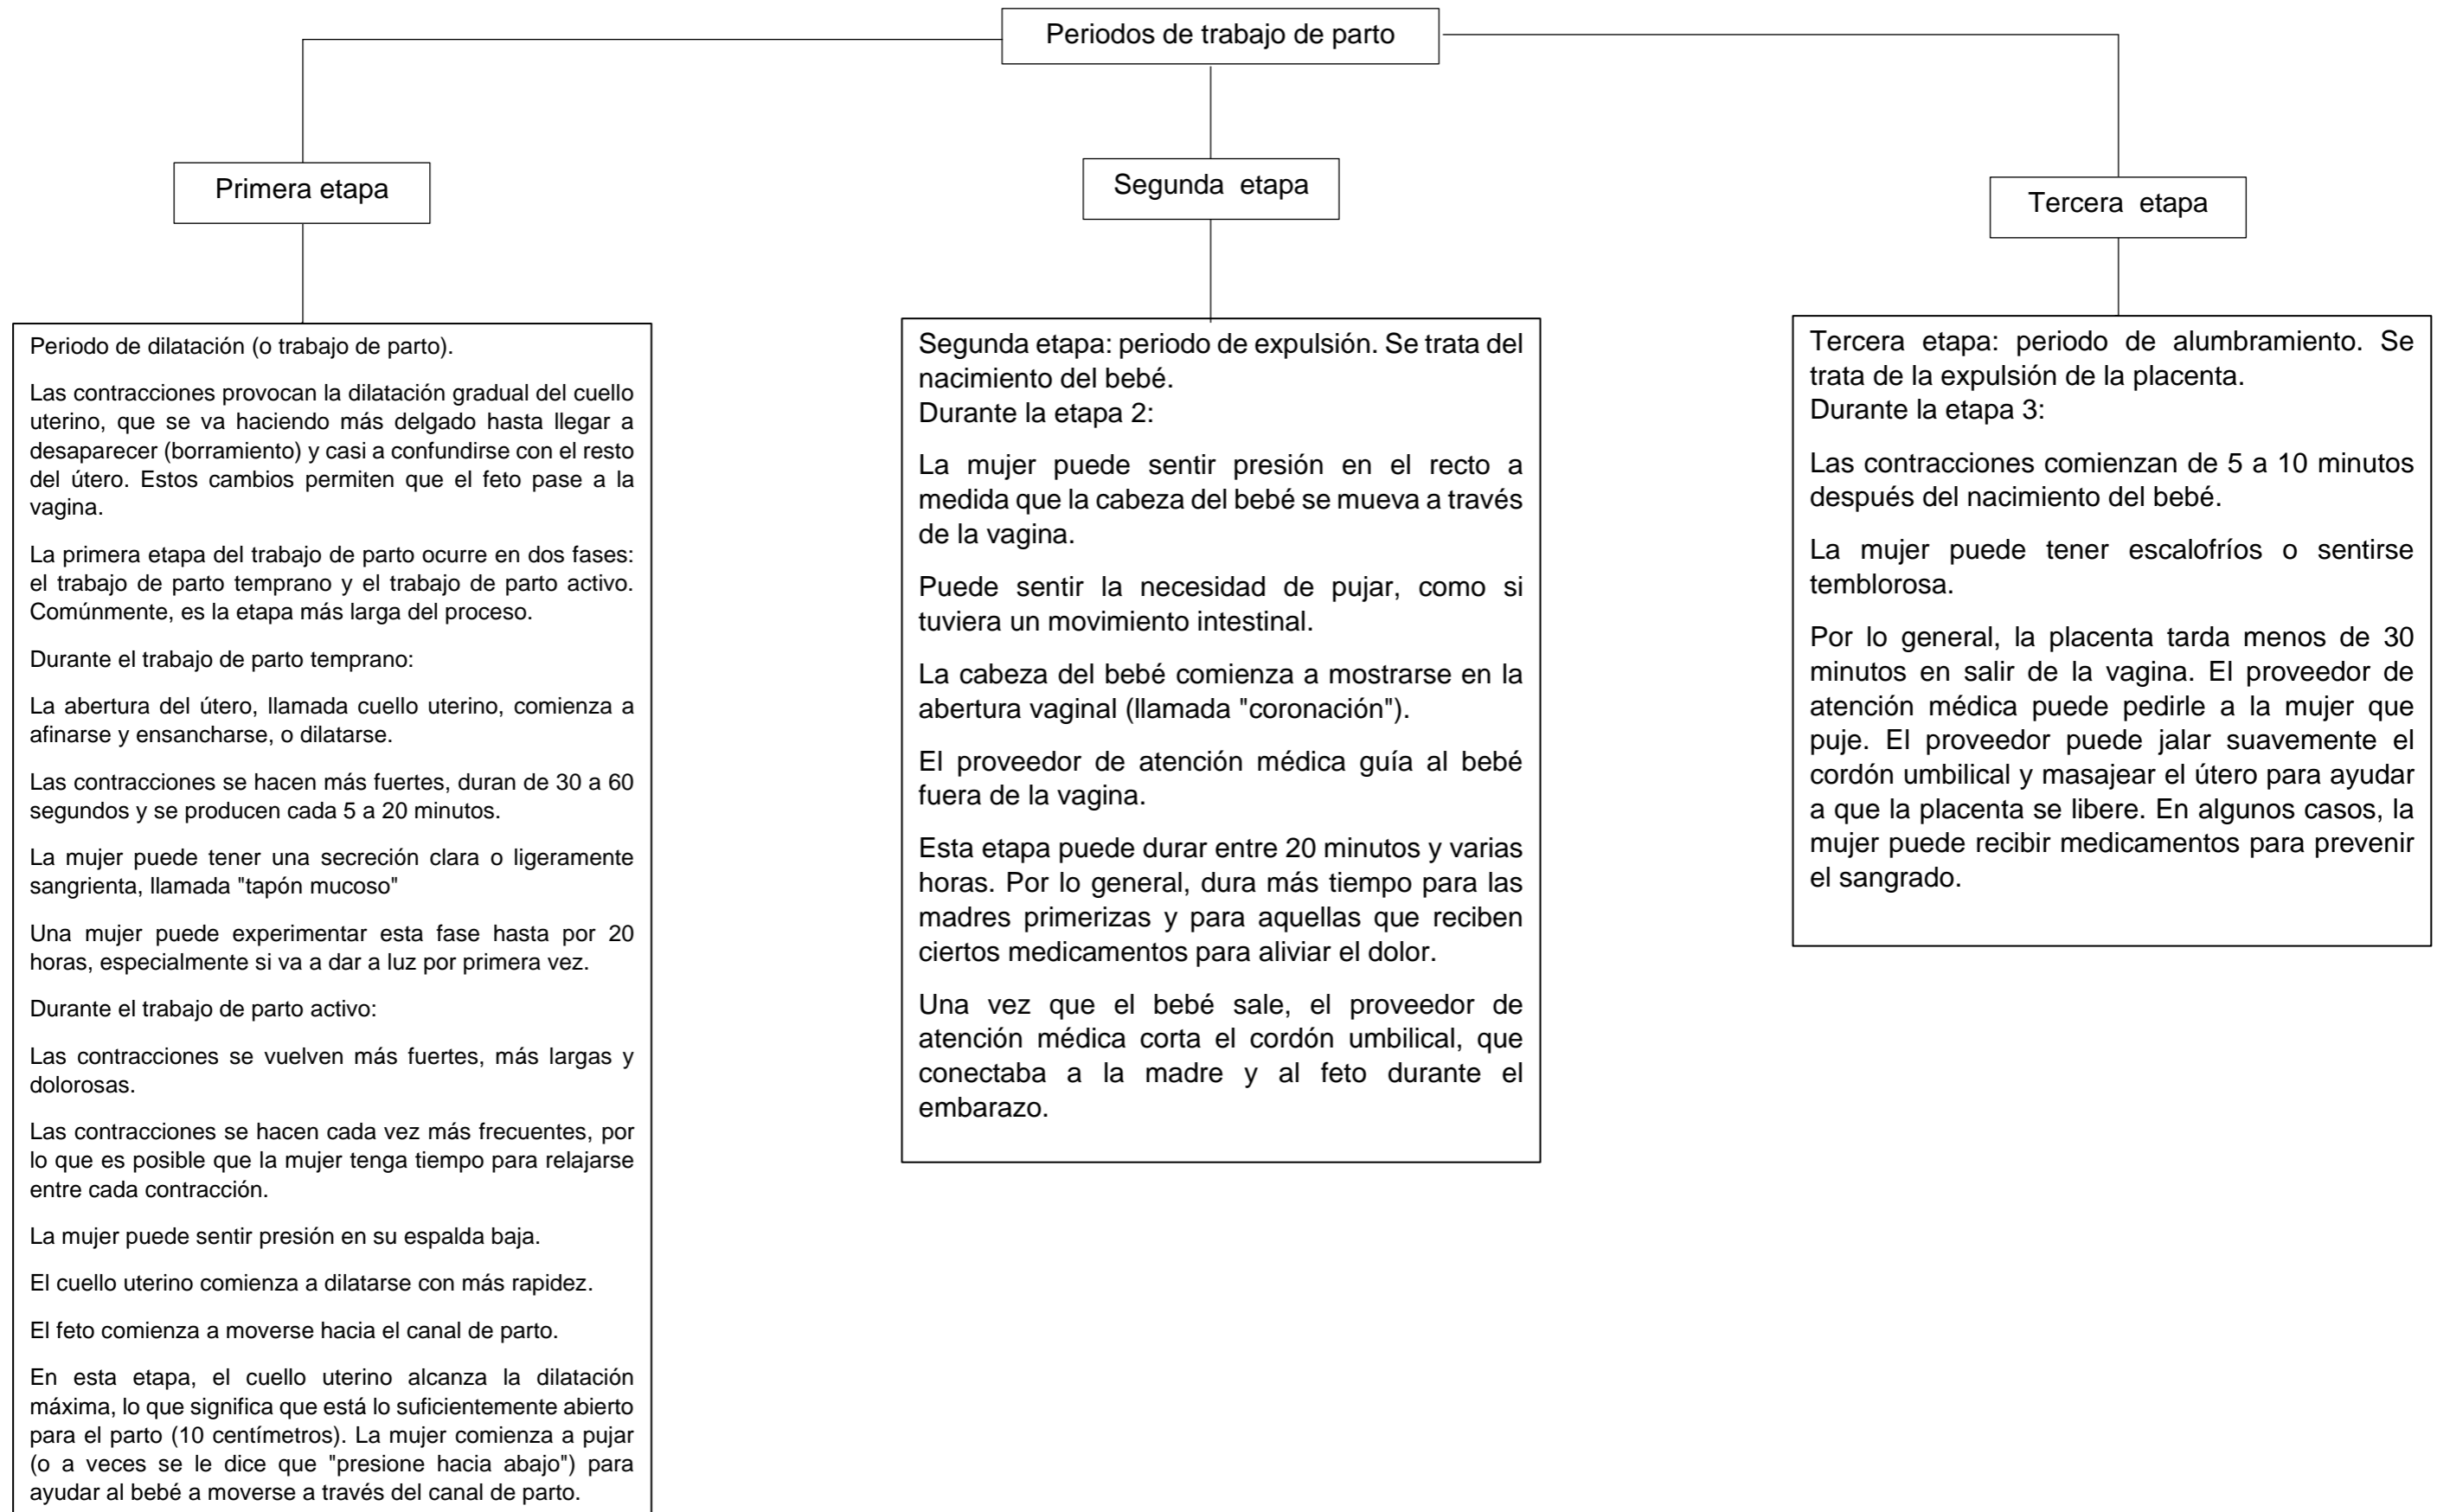 Periodos de trabajo de parto
Primera etapa
Segunda etapa
Tercera etapa
Periodo de dilatación (o trabajo de parto).
Las contracciones provocan la dilatación gradual del cuello
uterino, que se va haciendo más delgado hasta llegar a
desaparecer (borramiento) y casi a confundirse con el resto
del útero. Estos cambios permiten que el feto pase a la
vagina.
La primera etapa del trabajo de parto ocurre en dos fases:
el trabajo de parto temprano y el trabajo de parto activo.
Comúnmente, es la etapa más larga del proceso.
Durante el trabajo de parto temprano:
La abertura del útero, llamada cuello uterino, comienza a
afinarse y ensancharse, o dilatarse.
Las contracciones se hacen más fuertes, duran de 30 a 60
segundos y se producen cada 5 a 20 minutos.
La mujer puede tener una secreción clara o ligeramente
sangrienta, llamada "tapón mucoso"
Una mujer puede experimentar esta fase hasta por 20
horas, especialmente si va a dar a luz por primera vez.
Durante el trabajo de parto activo:
Las contracciones se vuelven más fuertes, más largas y
dolorosas.
Las contracciones se hacen cada vez más frecuentes, por
lo que es posible que la mujer tenga tiempo para relajarse
entre cada contracción.
La mujer puede sentir presión en su espalda baja.
El cuello uterino comienza a dilatarse con más rapidez.
El feto comienza a moverse hacia el canal de parto.
En esta etapa, el cuello uterino alcanza la dilatación
máxima, lo que significa que está lo suficientemente abierto
para el parto (10 centímetros). La mujer comienza a pujar
(o a veces se le dice que "presione hacia abajo") para
ayudar al bebé a moverse a través del canal de parto.
Segunda etapa: periodo de expulsión. Se trata del
nacimiento del bebé.
Durante la etapa 2:
La mujer puede sentir presión en el recto a
medida que la cabeza del bebé se mueva a través
de la vagina.
Puede sentir la necesidad de pujar, como si
tuviera un movimiento intestinal.
La cabeza del bebé comienza a mostrarse en la
abertura vaginal (llamada "coronación").
El proveedor de atención médica guía al bebé
fuera de la vagina.
Esta etapa puede durar entre 20 minutos y varias
horas. Por lo general, dura más tiempo para las
madres primerizas y para aquellas que reciben
ciertos medicamentos para aliviar el dolor.
Una vez que el bebé sale, el proveedor de
atención médica corta el cordón umbilical, que
conectaba a la madre y al feto durante el
embarazo.
Tercera etapa: periodo de alumbramiento. Se
trata de la expulsión de la placenta.
Durante la etapa 3:
Las contracciones comienzan de 5 a 10 minutos
después del nacimiento del bebé.
La mujer puede tener escalofríos o sentirse
temblorosa.
Por lo general, la placenta tarda menos de 30
minutos en salir de la vagina. El proveedor de
atención médica puede pedirle a la mujer que
puje. El proveedor puede jalar suavemente el
cordón umbilical y masajear el útero para ayudar
a que la placenta se libere. En algunos casos, la
mujer puede recibir medicamentos para prevenir
el sangrado.